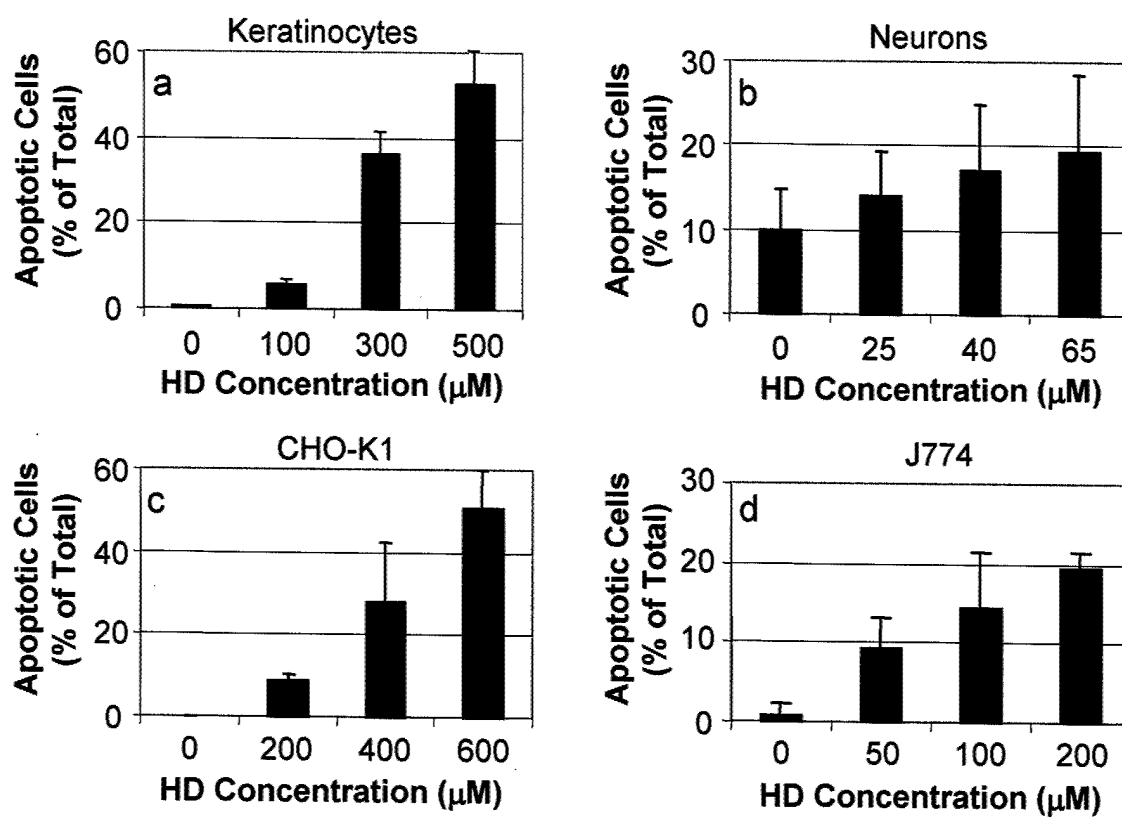 Keratinocytes
a
Apoptotic Cells
(% of Total)
60
40
20
0
0 100 300 500
HD Concentration (μM)
Neurons
b
Apoptotic Cells
(% of Total)
30
20
10
0
0 25 40 65
HD Concentration (μM)
CHO-K1
c
Apoptotic Cells
(% of Total)
60
40
20
0
0 200 400 600
HD Concentration (μM)
J774
d
Apoptotic Cells
(% of Total)
30
20
10
0
0 50 100 200
HD Concentration (μM)